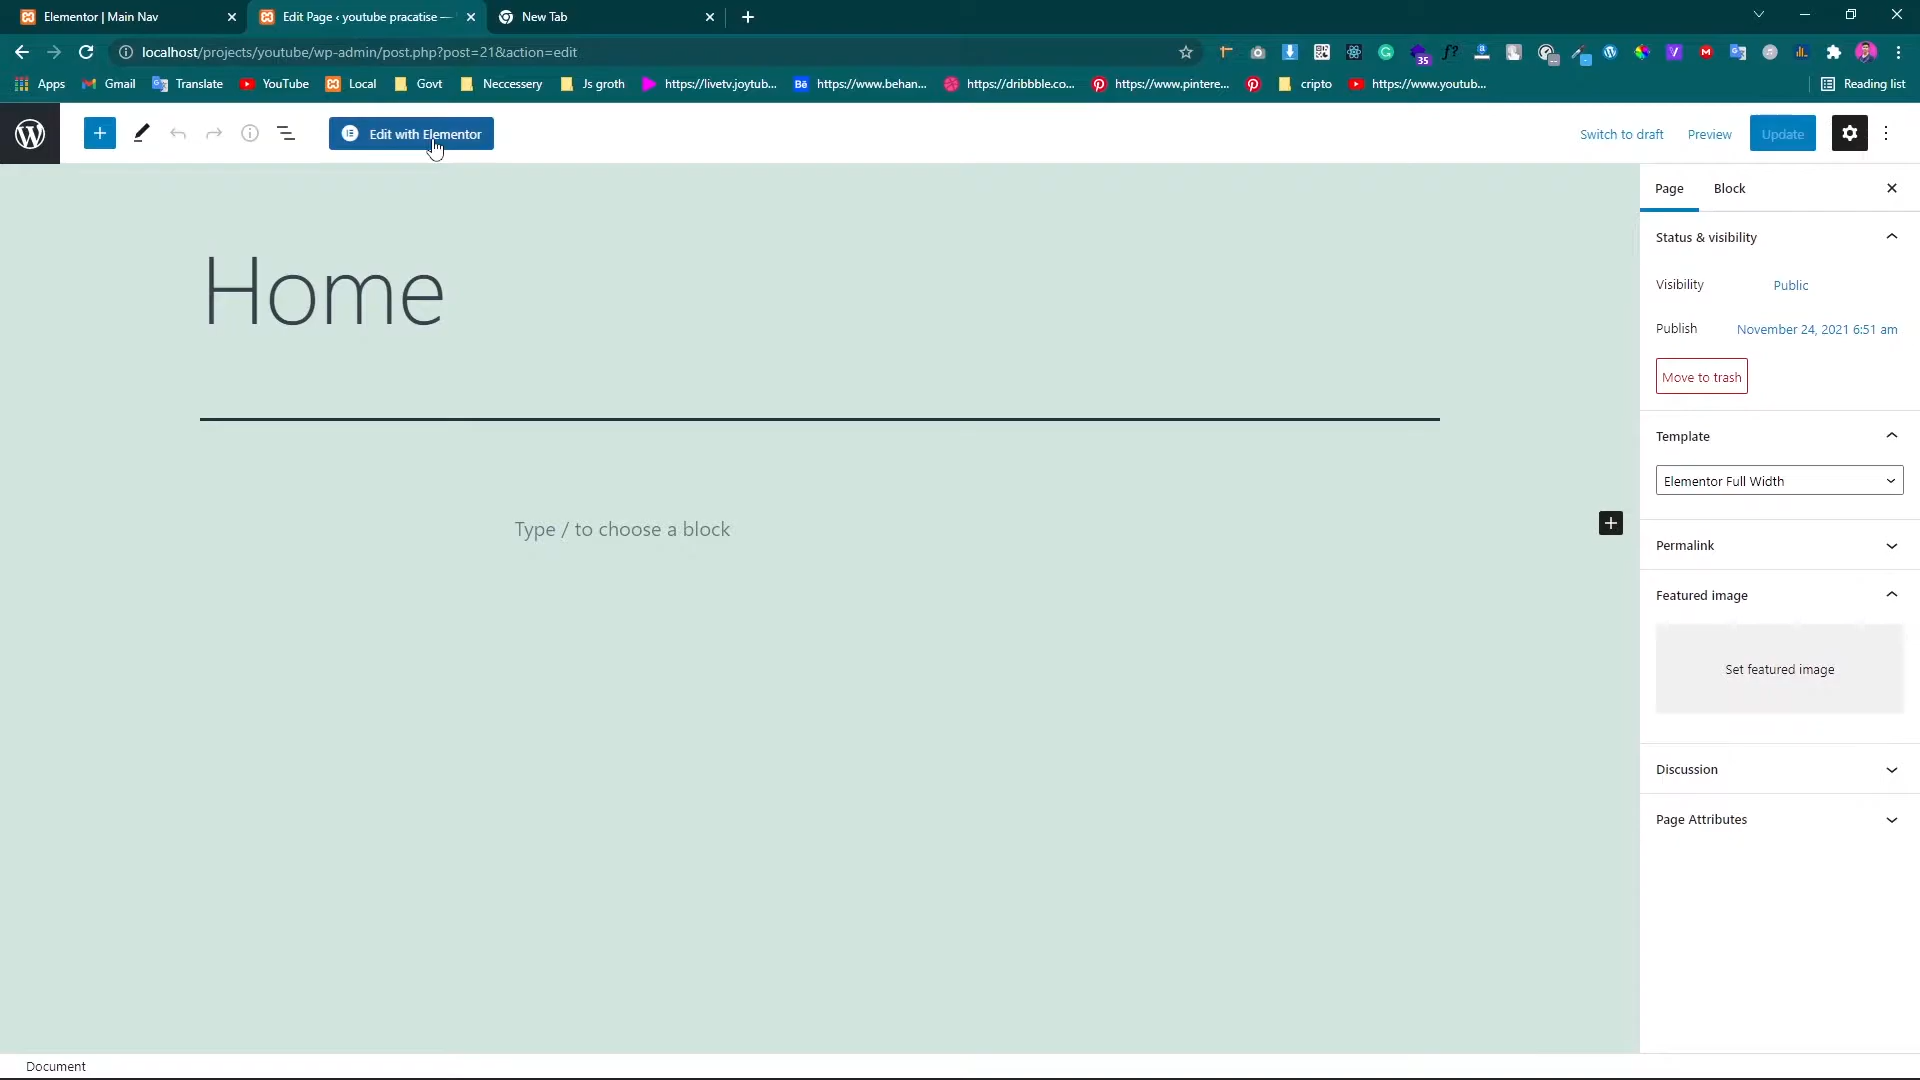 Elementor | Main Nav
Edit Page ‹ youtube pracatise —
New Tab
localhost/projects/youtube/wp-admin/post.php?post=21&action=edit
35
Apps
Gmail
Translate
YouTube
Local
Govt
Neccessery
Js groth
https://livetv.joytub...
https://www.behan...
https://dribbble.co...
https://www.pintere...
cripto
https://www.youtub...
Reading list
Edit with Elementor
Switch to draft
Preview
Update
Page
Block
Status & visibility
Visibility
Public
Publish
November 24, 2021 6:51 am
Move to trash
Template
Elementor Full Width
Permalink
Featured image
Set featured image
Discussion
Page Attributes
Home
Type / to choose a block
Document